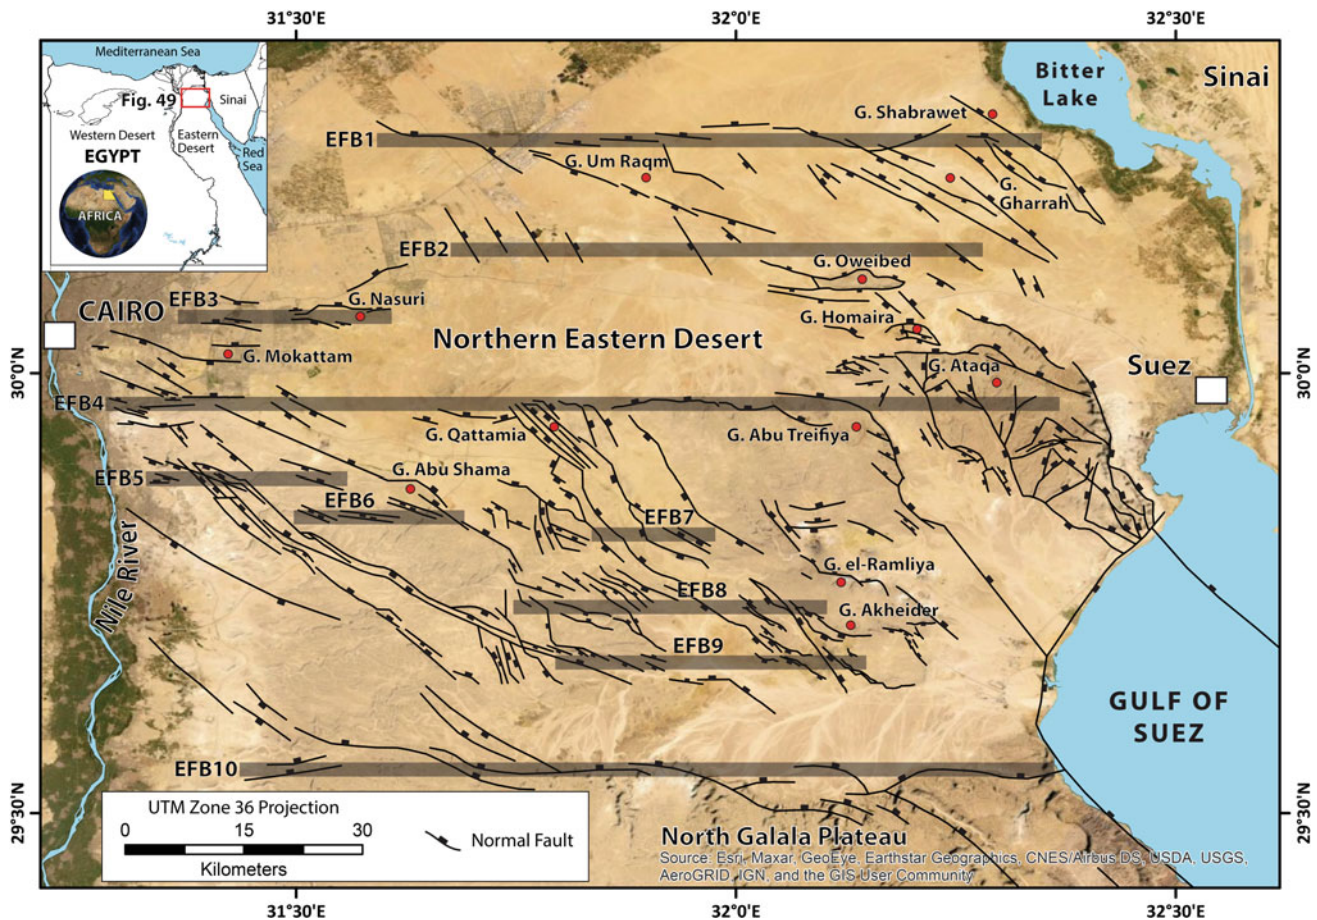 31°30'E
32°0'E
32°30'E
Mediterranean Sea
Fig. 49
Sinai
Western Desert
Eastern
Desert
EGYPT
Red
Sea
AFRICA
Bitter
Lake
Sinai
G. Shabrawet
EFB1
G. Um Raqm
G.
Gharrah
EFB2
G. Oweibed
EFB3
G. Nasuri
CAIRO
G. Homaira
Northern Eastern Desert
G. Mokattam
30°0'N
G. Ataqa
Suez
30°0'N
EFB4
G. Qattamia
G. Abu Treifiya
EFB5
G. Abu Shama
EFB6
EFB7
Nile River
G. el-Ramliya
EFB8
G. Akheider
EFB9
GULF OF
SUEZ
EFB10
29°30'N
29°30'N
UTM Zone 36 Projection
0 15 30
Kilometers
Normal Fault
North Galala Plateau
Source: Esri, Maxar, GeoEye, Earthstar Geographics, CNES/Airbus DS, USDA, USGS,
AeroGRID, IGN, and the GIS User Community
31°30'E
32°0'E
32°30'E